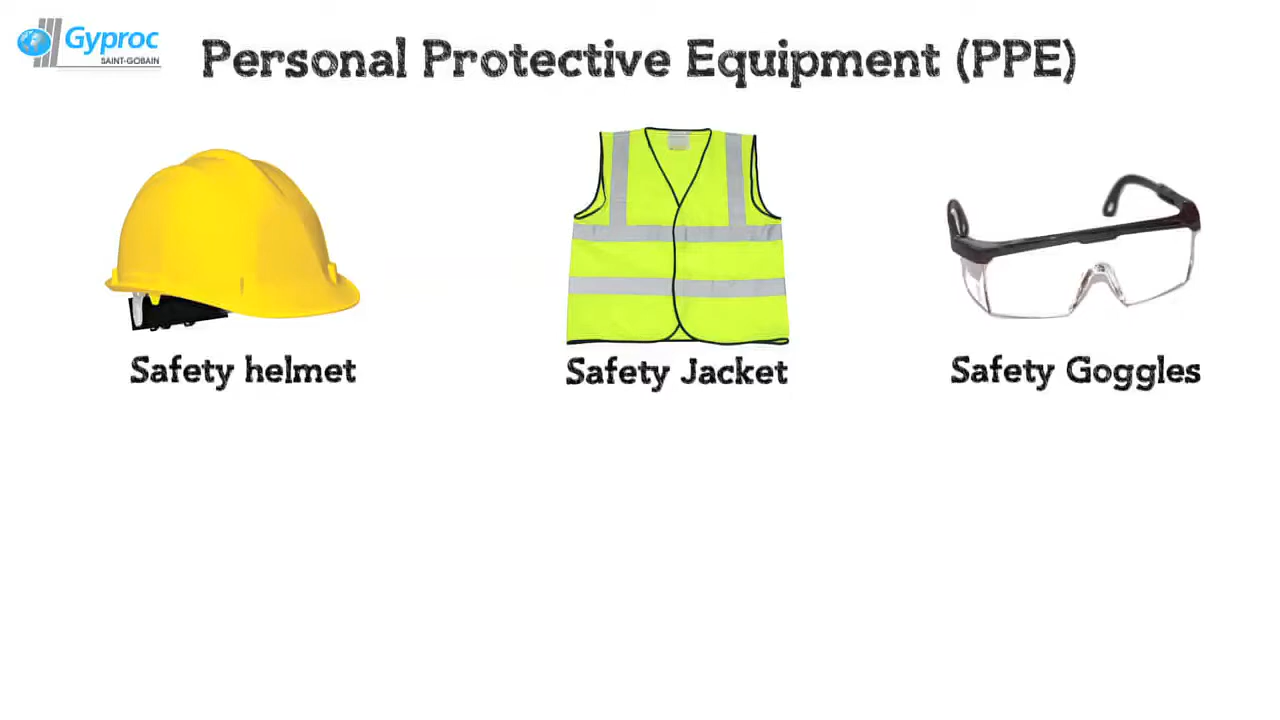 Gyproc
SAINT-GOBAIN
Personal Protective Equipment (PPE)
Safety helmet
Safety Jacket
Safety Goggles